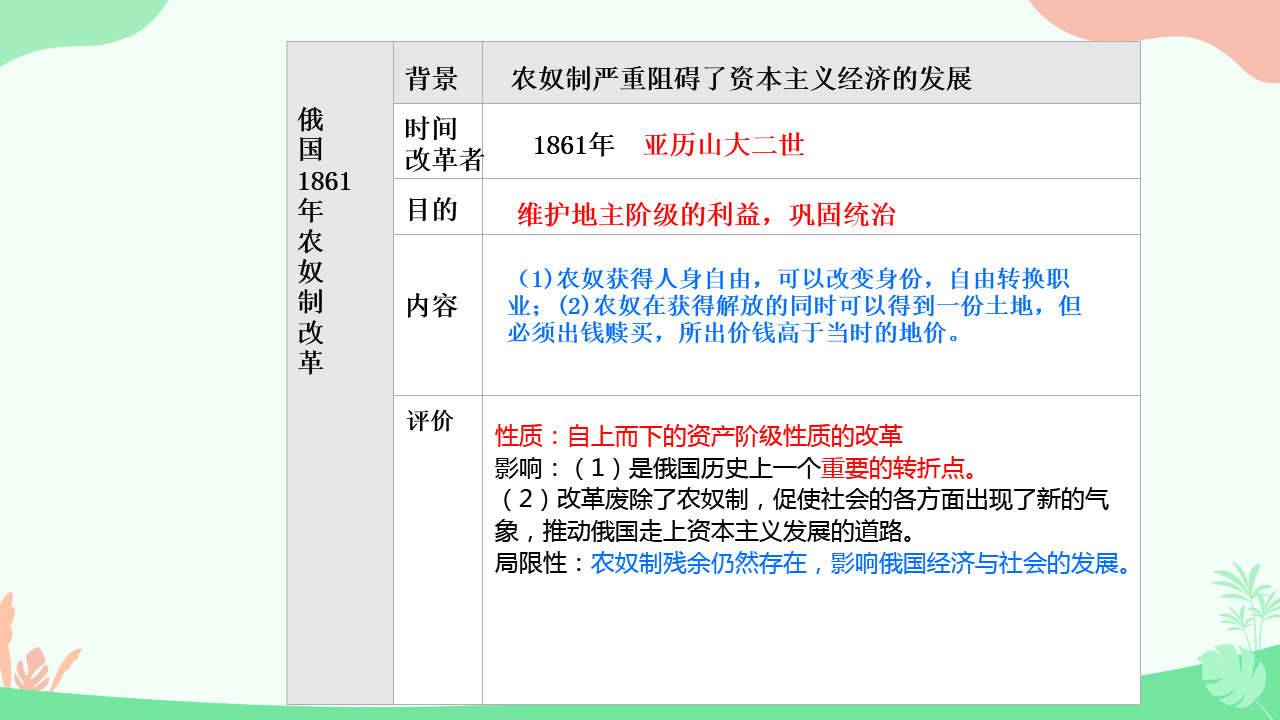 俄
国
1861
年
农
奴
制
改
革
背景
农奴制严重阻碍了资本主义经济的发展
时间
改革者
1861年 亚历山大二世
目的
维护地主阶级的利益，巩固统治
内容
（1)农奴获得人身自由，可以改变身份，自由转换职
业；(2)农奴在获得解放的同时可以得到一份土地，但
必须出钱赎买，所出价钱高于当时的地价。
评价
性质：自上而下的资产阶级性质的改革
影响：（1）是俄国历史上一个重要的转折点。
（2）改革废除了农奴制，促使社会的各方面出现了新的气
象，推动俄国走上资本主义发展的道路。
局限性：农奴制残余仍然存在，影响俄国经济与社会的发展。